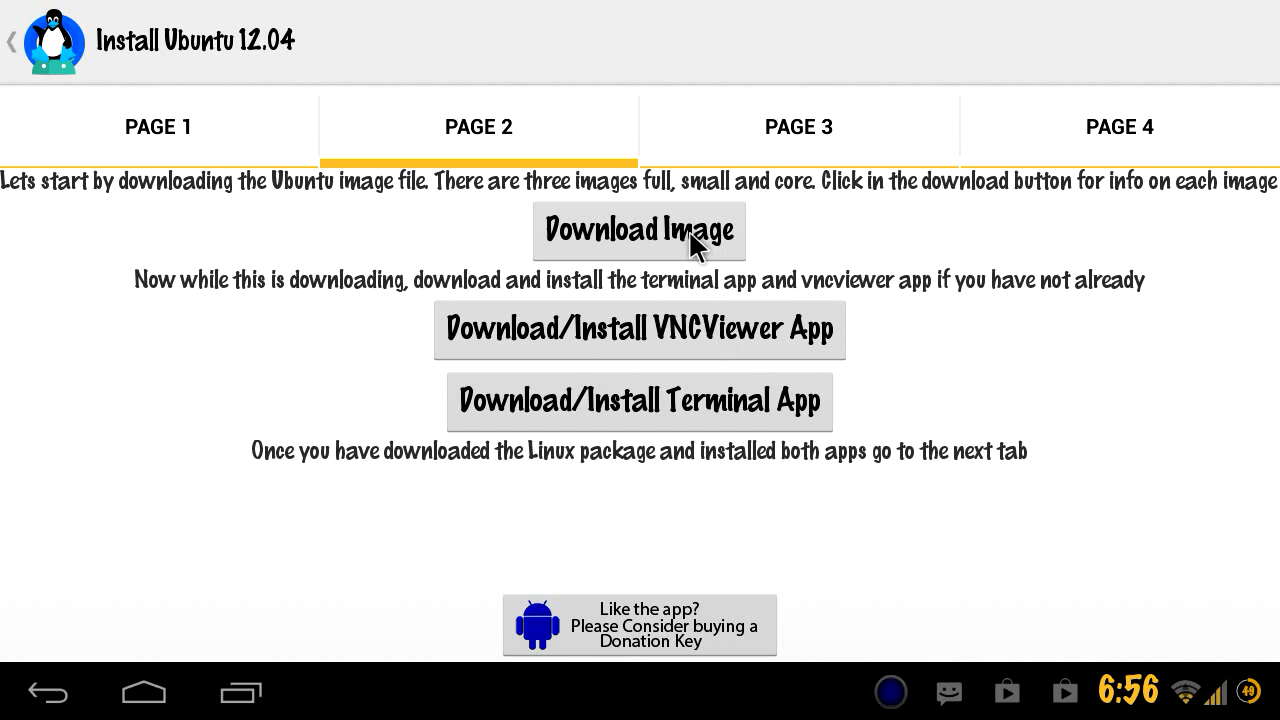 Install Ubuntu 12.04
PAGE 1
PAGE 2
PAGE 3
PAGE 4
Lets start by downloading the Ubuntu image file. There are three images full, small and core. Click in the download button for info on each image
Download Image
Now while this is downloading, download and install the terminal app and vncviewer app if you have not already
Download/Install VNCViewer App
Download/Install Terminal App
Once you have downloaded the Linux package and installed both apps go to the next tab
Like the app?
Please Consider buying a
Donation Key
6:56
49